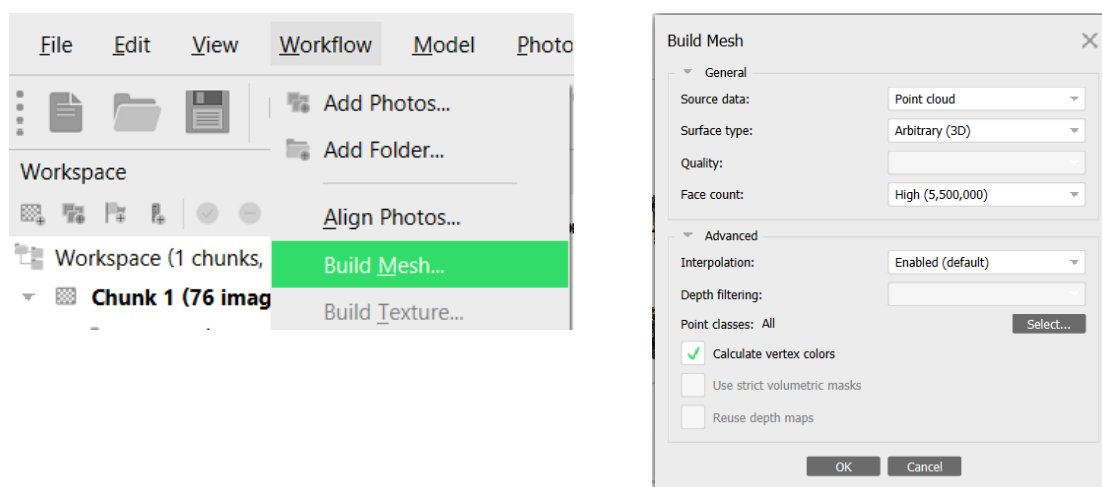 File Edit View Workflow Model Photo
Add Photos...
Add Folder...
Workspace
Align Photos...
Workspace (1 chunks,
Build Mesh...
Chunk 1 (76 imag
Build Texture...
Build Mesh
General
Source data: Point cloud
Surface type: Arbitrary (3D)
Quality:
Face count: High (5,500,000)
Advanced
Interpolation: Enabled (default)
Depth filtering:
Point classes: All Select...
Calculate vertex colors
Use strict volumetric masks
Reuse depth maps
OK Cancel